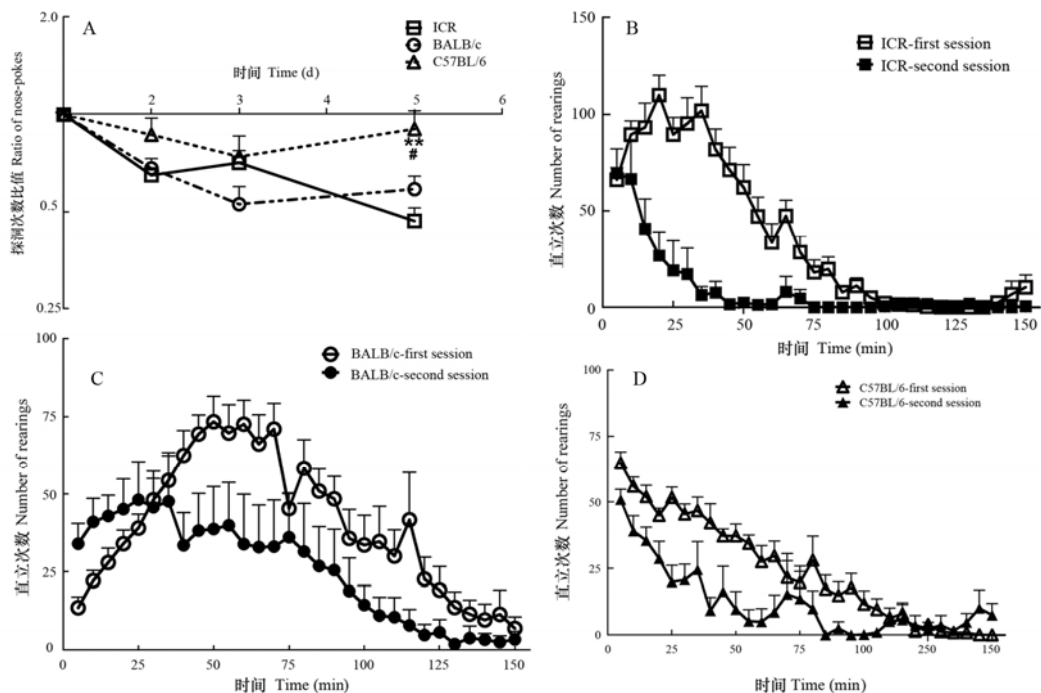 A
ICR
BALB/c
C57BL/6
时间 Time (d)
2 3 4 5 6
2.0
0.5
0.25
探洞次数比值 Ratio of nose-pokes
**
#
B
ICR-first session
ICR-second session
150
100
50
0
直立次数 Number of rearings
0 25 50 75 100 125 150
时间 Time (min)
C
BALB/c-first session
BALB/c-second session
100
75
50
25
0
直立次数 Number of rearings
0 25 50 75 100 125 150
时间 Time (min)
D
C57BL/6-first session
C57BL/6-second session
100
75
50
25
0
直立次数 Number of rearings
0 25 50 75 100 125 150
时间 Time (min)